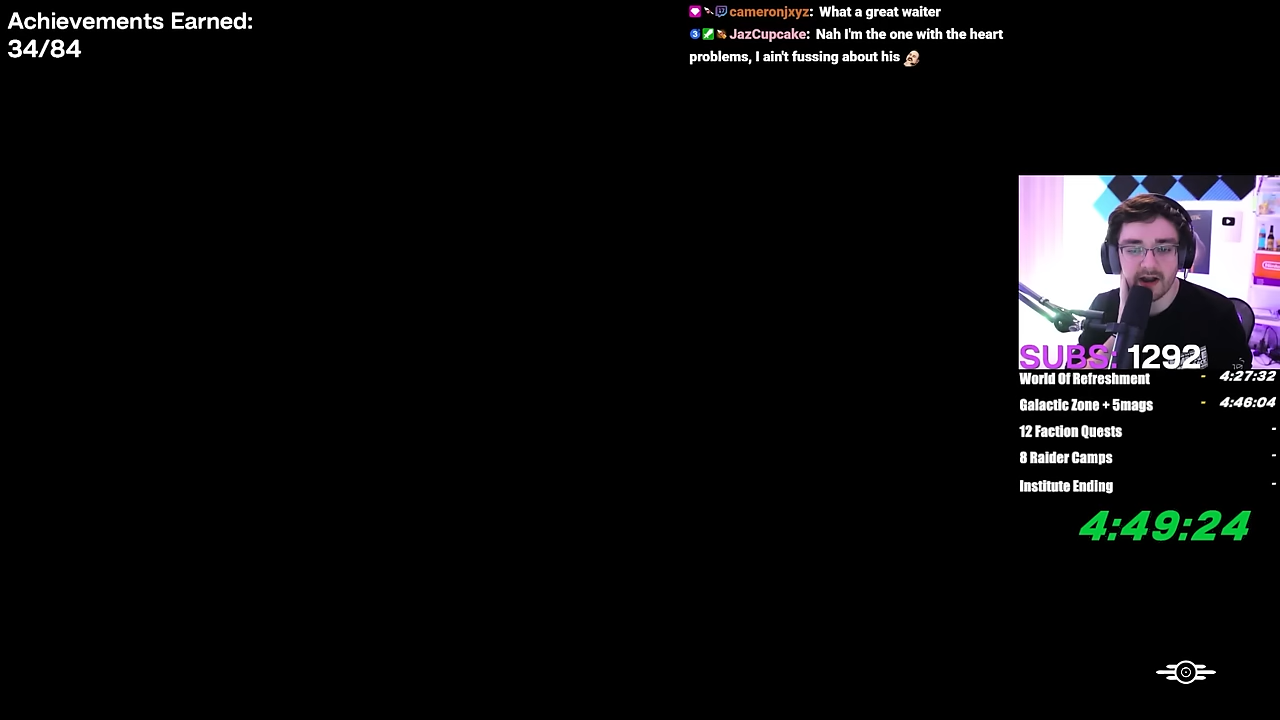 Achievements Earned:
34/84
cameronjxyz: What a great waiter
JazCupcake: Nah I'm the one with the heart
problems, I ain't fussing about his
SUBS: 1292
World Of Refreshment - 4:27:32
Galactic Zone + 5mags - 4:46:04
12 Faction Quests -
8 Raider Camps -
Institute Ending -
4:49:24